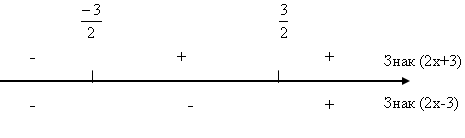 -3/2 3/2
- + + Знак (2x+3)
- - + Знак (2x-3)